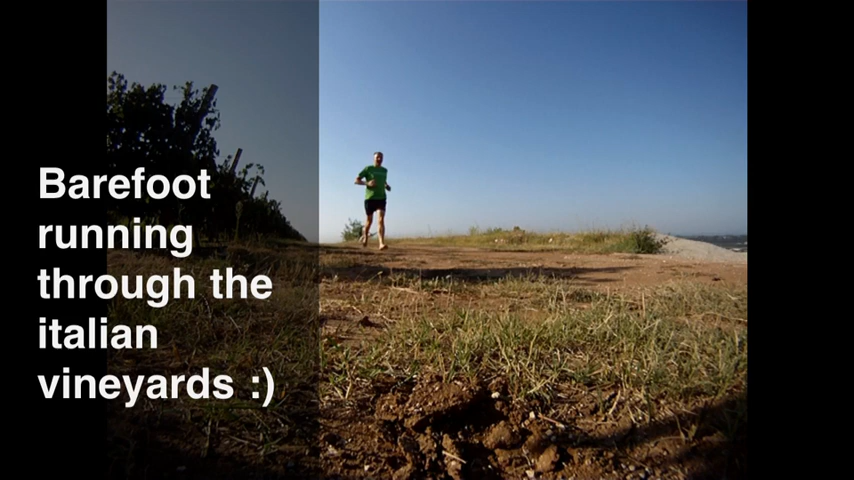 Barefoot
running
through the
italian
vineyards :)